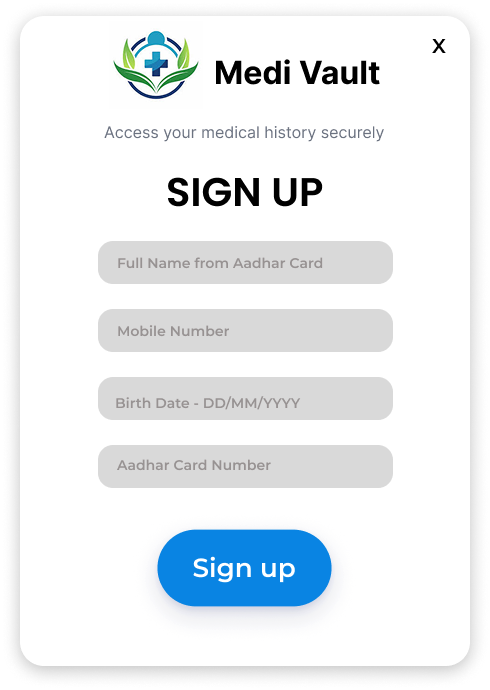 X
Medi Vault
Access your medical history securely
SIGN UP
Full Name from Aadhar Card
Mobile Number
Birth Date - DD/MM/YYYY
Aadhar Card Number
Sign up